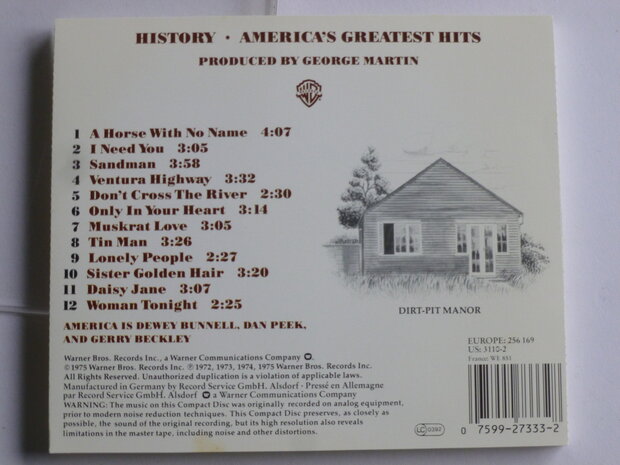 HISTORY · AMERICA'S GREATEST HITS
PRODUCED BY GEORGE MARTIN
1 A Horse With No Name 4:07
2 I Need You 3:05
3 Sandman 3:58
4 Ventura Highway 3:32
5 Don't Cross The River 2:30
6 Only In Your Heart 3:14
7 Muskrat Love 3:05
8 Tin Man 3:26
9 Lonely People 2:27
10 Sister Golden Hair 3:20
11 Daisy Jane 3:07
12 Woman Tonight 2:25
DIRT-PIT MANOR
AMERICA IS DEWEY BUNNELL, DAN PEEK,
AND GERRY BECKLEY
Warner Bros. Records Inc., a Warner Communications Company
© 1975 Warner Bros. Records Inc. ℗ 1972, 1973, 1974, 1975 Warner Bros. Records Inc.
All Rights Reserved. Unauthorized duplication is a violation of applicable laws.
Manufactured in Germany by Record Service GmbH. Alsdorf · Pressé en Allemagne
par Record Service GmbH. Alsdorf a Warner Communications Company
WARNING: The music on this Compact Disc was originally recorded on analog equipment,
prior to modern noise reduction techniques. This Compact Disc preserves, as closely as
possible, the sound of the original recording, but its high resolution also reveals
limitations in the master tape, including noise and other distortions.
EUROPE: 256 169
US: 3110-2
France: WE 851
LC 0392
0 7599-27333-2